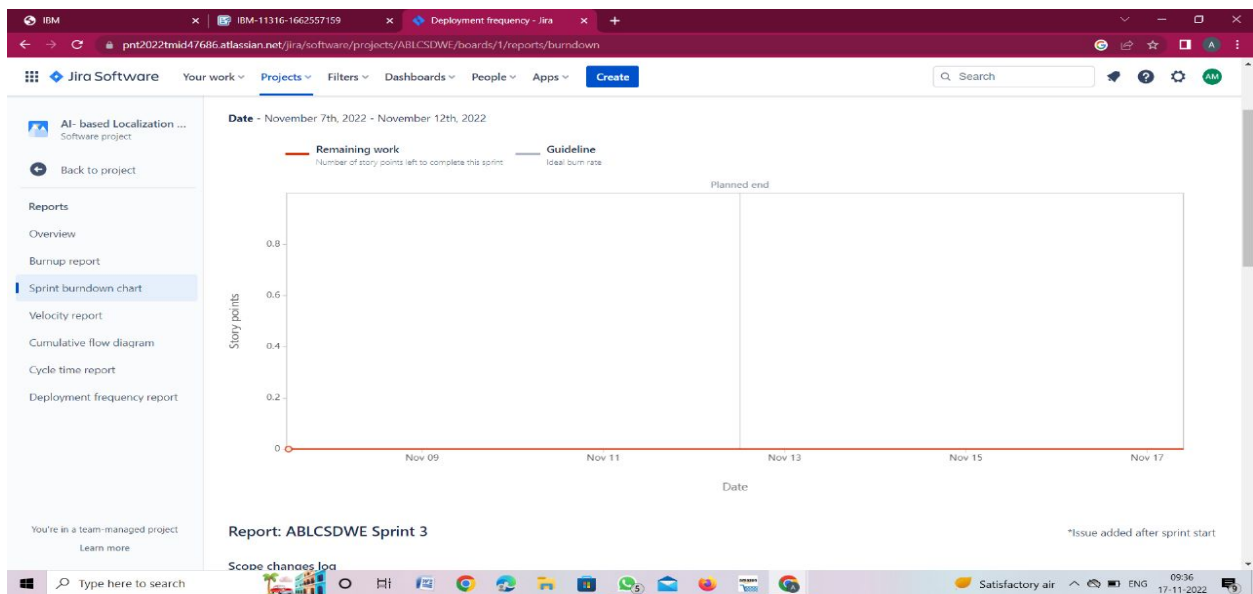 IBM
IBM-11316-1662557159
Deployment frequency - Jira
pnt2022tmid47686.atlassian.net/jira/software/projects/ABLCSDWE/boards/1/reports/burndown
A
Jira Software
Your work
Projects
Filters
Dashboards
People
Apps
Create
Search
AM
AI- based Localization ...
Software project
Back to project
Reports
Overview
Burnup report
Sprint burndown chart
Velocity report
Cumulative flow diagram
Cycle time report
Deployment frequency report
You're in a team-managed project
Learn more
Date - November 7th, 2022 - November 12th, 2022
Remaining work
Number of story points left to complete this sprint
Guideline
Ideal burn rate
Planned end
Story points
0.8
0.6
0.4
0.2
0
Nov 09 Nov 11 Nov 13 Nov 15 Nov 17
Date
Report: ABLCSDWE Sprint 3
*Issue added after sprint start
Scope changes log
Type here to search
5
Satisfactory air
ENG
09:36
17-11-2022
9